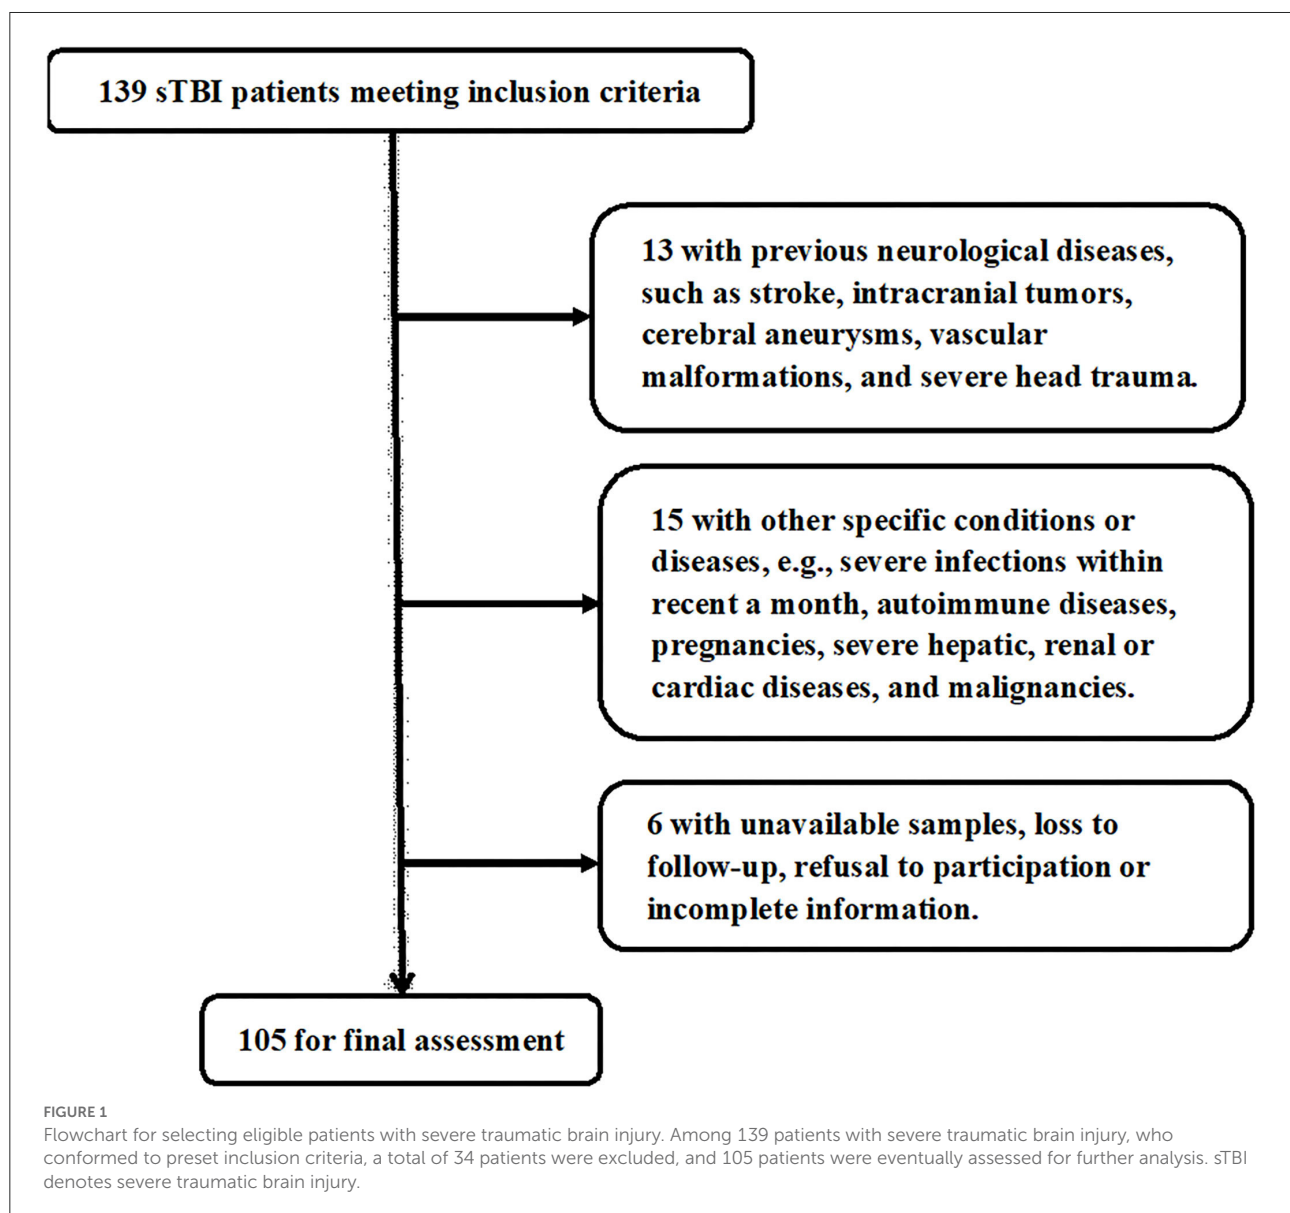 139 sTBI patients meeting inclusion criteria
13 with previous neurological diseases,
such as stroke, intracranial tumors,
cerebral aneurysms, vascular
malformations, and severe head trauma.
15 with other specific conditions or
diseases, e.g., severe infections within
recent a month, autoimmune diseases,
pregnancies, severe hepatic, renal or
cardiac diseases, and malignancies.
6 with unavailable samples, loss to
follow-up, refusal to participation or
incomplete information.
105 for final assessment
FIGURE 1
Flowchart for selecting eligible patients with severe traumatic brain injury. Among 139 patients with severe traumatic brain injury, who
conformed to preset inclusion criteria, a total of 34 patients were excluded, and 105 patients were eventually assessed for further analysis. sTBI
denotes severe traumatic brain injury.